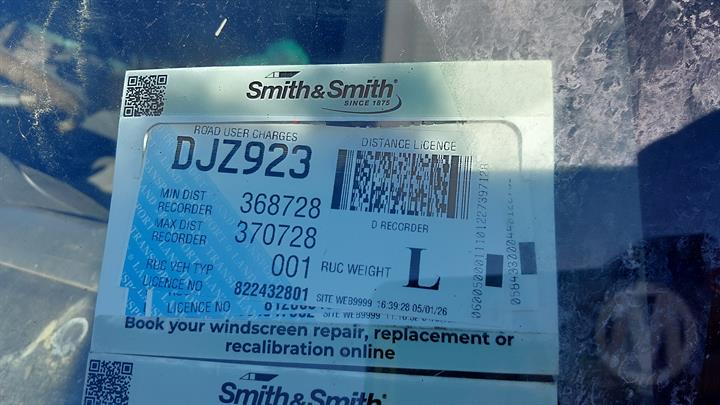 Smith&Smith®
SINCE 1875
ROAD USER CHARGES DISTANCE LICENCE
DJZ923
MIN DIST RECORDER 368728
D RECORDER
MAX DIST RECORDER 370728
RUC VEH TYP 001 RUC WEIGHT L
LICENCE NO 822432801 SITE WEB9999 16:39:28 05/01/26
LICENCE NO SITE WEB9999
Book your windscreen repair, replacement or
recalibration online
Smith&Smith